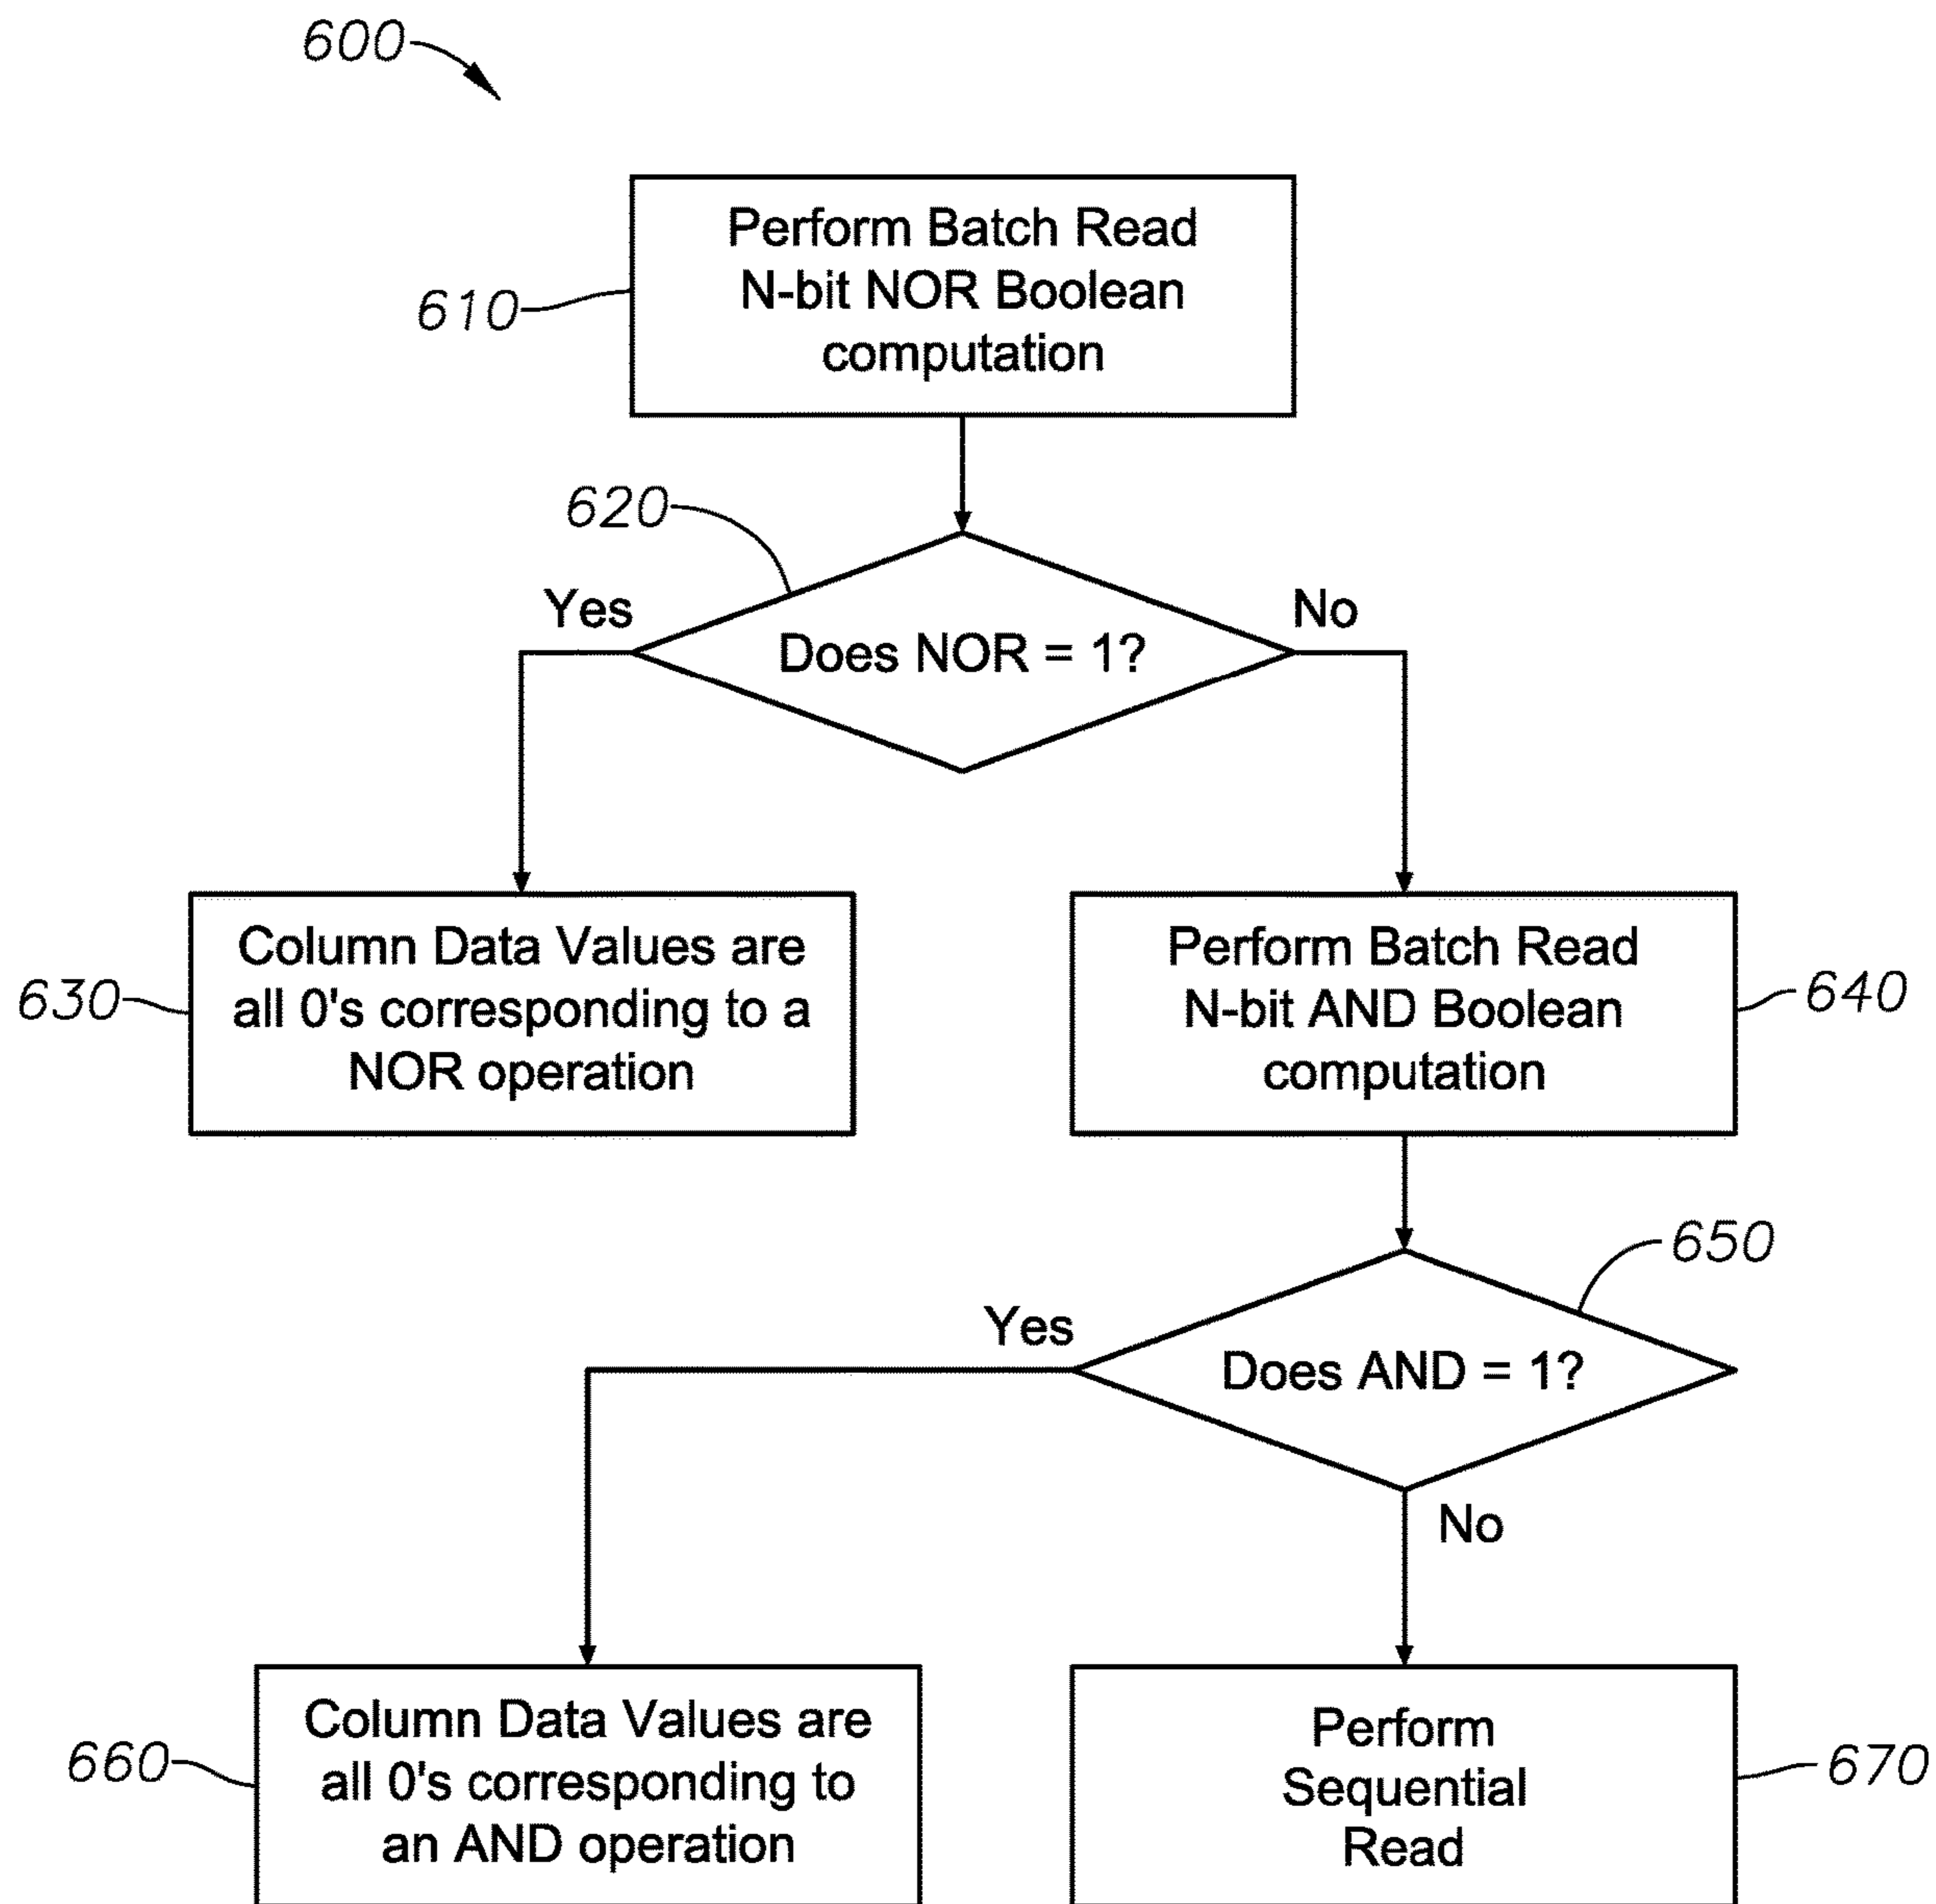 600
Perform Batch Read
N-bit NOR Boolean
computation
610
620
Yes
No
Does NOR = 1?
Column Data Values are
all 0's corresponding to a
NOR operation
630
Perform Batch Read
N-bit AND Boolean
computation
640
650
Yes
Does AND = 1?
No
Column Data Values are
all 0's corresponding to
an AND operation
660
Perform
Sequential
Read
670